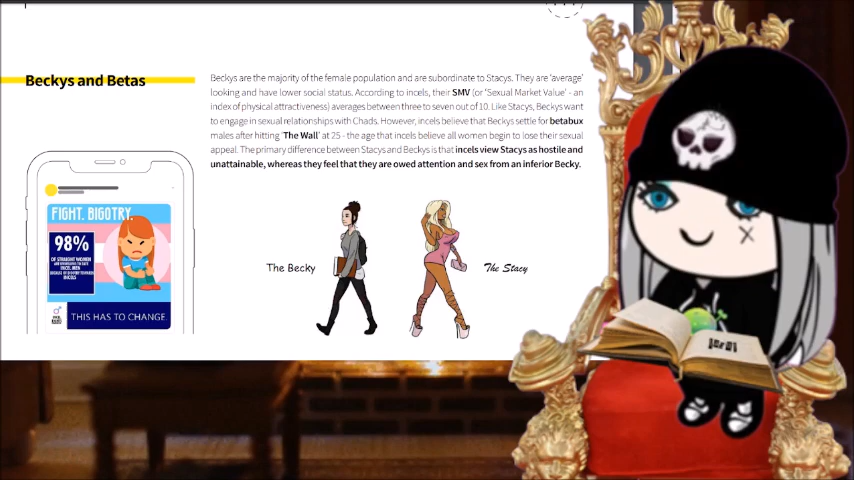 Beckys and Betas
Beckys are the majority of the female population and are subordinate to Stacys. They are 'average'
looking and have lower social status. According to incels, their SMV (or 'Sexual Market Value' - an
index of physical attractiveness) averages between three to seven out of 10. Like Stacys, Beckys want
to engage in sexual relationships with Chads. However, incels believe that Beckys settle for betabux
males after hitting 'The Wall' at 25 - the age that incels believe all women begin to lose their sexual
appeal. The primary difference between Stacys and Beckys is that incels view Stacys as hostile and
unattainable, whereas they feel that they are owed attention and sex from an inferior Becky.
FIGHT. BIGOTRY.
98%
OF STRAIGHT WOMEN
INCEL MEN
THIS HAS TO CHANGE.
The Becky
The Stacy